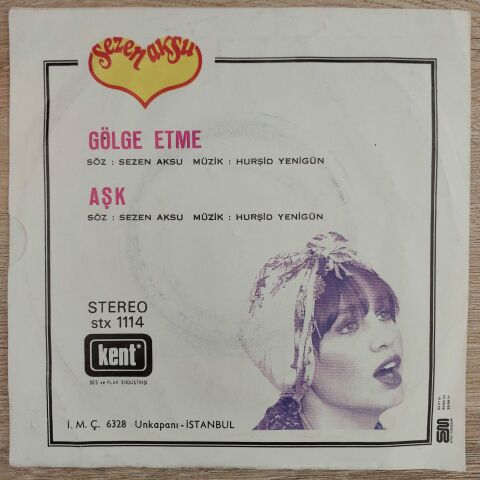 sezen aksu
GÖLGE ETME
SÖZ : SEZEN AKSU MÜZİK : HURŞİD YENİGÜN
AŞK
SÖZ : SEZEN AKSU MÜZİK : HURŞİD YENİGÜN
STEREO
stx 1114
kent*
SES ve PLAK ENDÜSTRİSİ
İ. M. Ç. 6328 Unkapanı - İSTANBUL